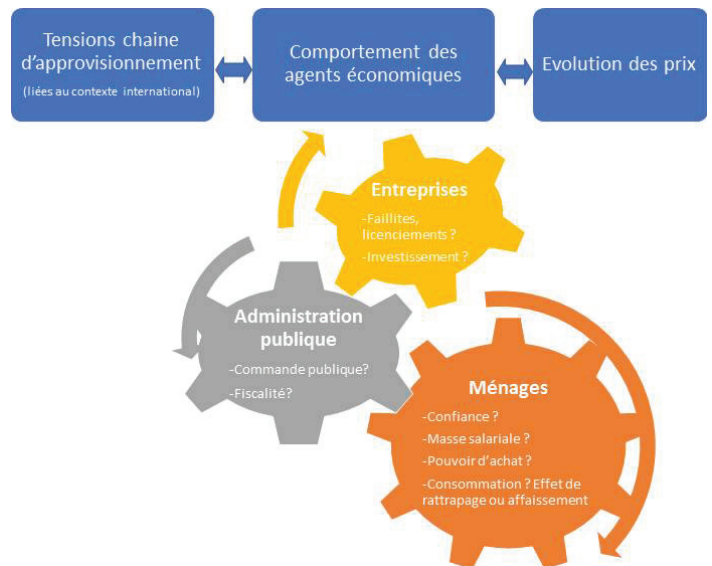 Tensions chaine
d'approvisionnement
(liées au contexte international)
Comportement des
agents économiques
Evolution des prix
Entreprises
-Faillites,
licenciements ?
-Investissement ?
Administration
publique
-Commande publique?
-Fiscalité?
Ménages
-Confiance ?
-Masse salariale ?
-Pouvoir d'achat ?
-Consommation ? Effet de
rattrapage ou affaissement